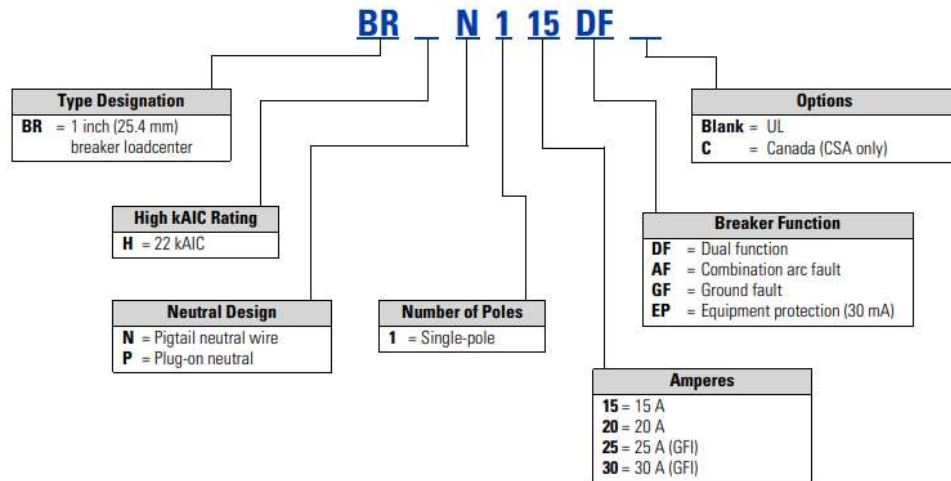 BR _ N 1 15 DF _
Type Designation
BR = 1 inch (25.4 mm)
breaker loadcenter
Options
Blank = UL
C = Canada (CSA only)
High kAIC Rating
H = 22 kAIC
Breaker Function
DF = Dual function
AF = Combination arc fault
GF = Ground fault
EP = Equipment protection (30 mA)
Neutral Design
N = Pigtail neutral wire
P = Plug-on neutral
Number of Poles
1 = Single-pole
Amperes
15 = 15 A
20 = 20 A
25 = 25 A (GFI)
30 = 30 A (GFI)